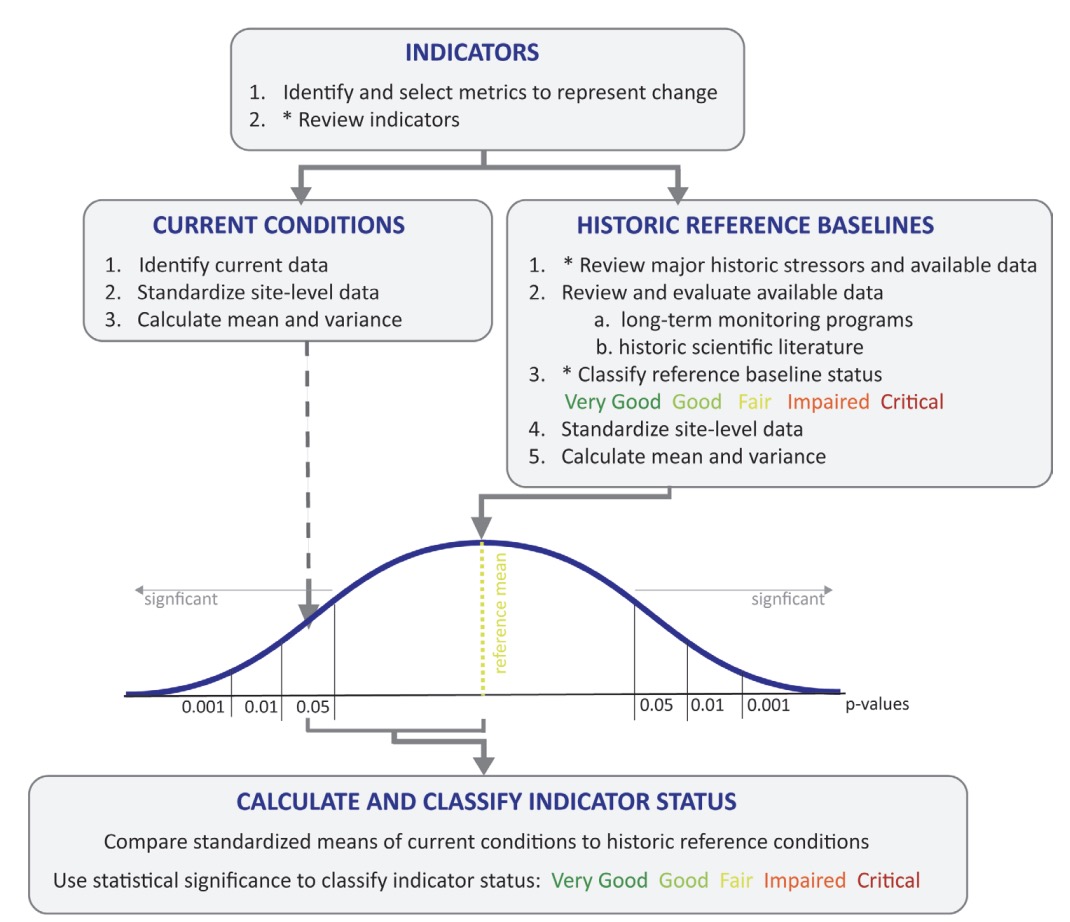 INDICATORS
1. Identify and select metrics to represent change
2. * Review indicators
CURRENT CONDITIONS
1. Identify current data
2. Standardize site-level data
3. Calculate mean and variance
HISTORIC REFERENCE BASELINES
1. * Review major historic stressors and available data
2. Review and evaluate available data
a. long-term monitoring programs
b. historic scientific literature
3. * Classify reference baseline status
Very Good Good Fair Impaired Critical
4. Standardize site-level data
5. Calculate mean and variance
signficant
reference mean
signficant
0.001 0.01 0.05 0.05 0.01 0.001 p-values
CALCULATE AND CLASSIFY INDICATOR STATUS
Compare standardized means of current conditions to historic reference conditions
Use statistical significance to classify indicator status: Very Good Good Fair Impaired Critical